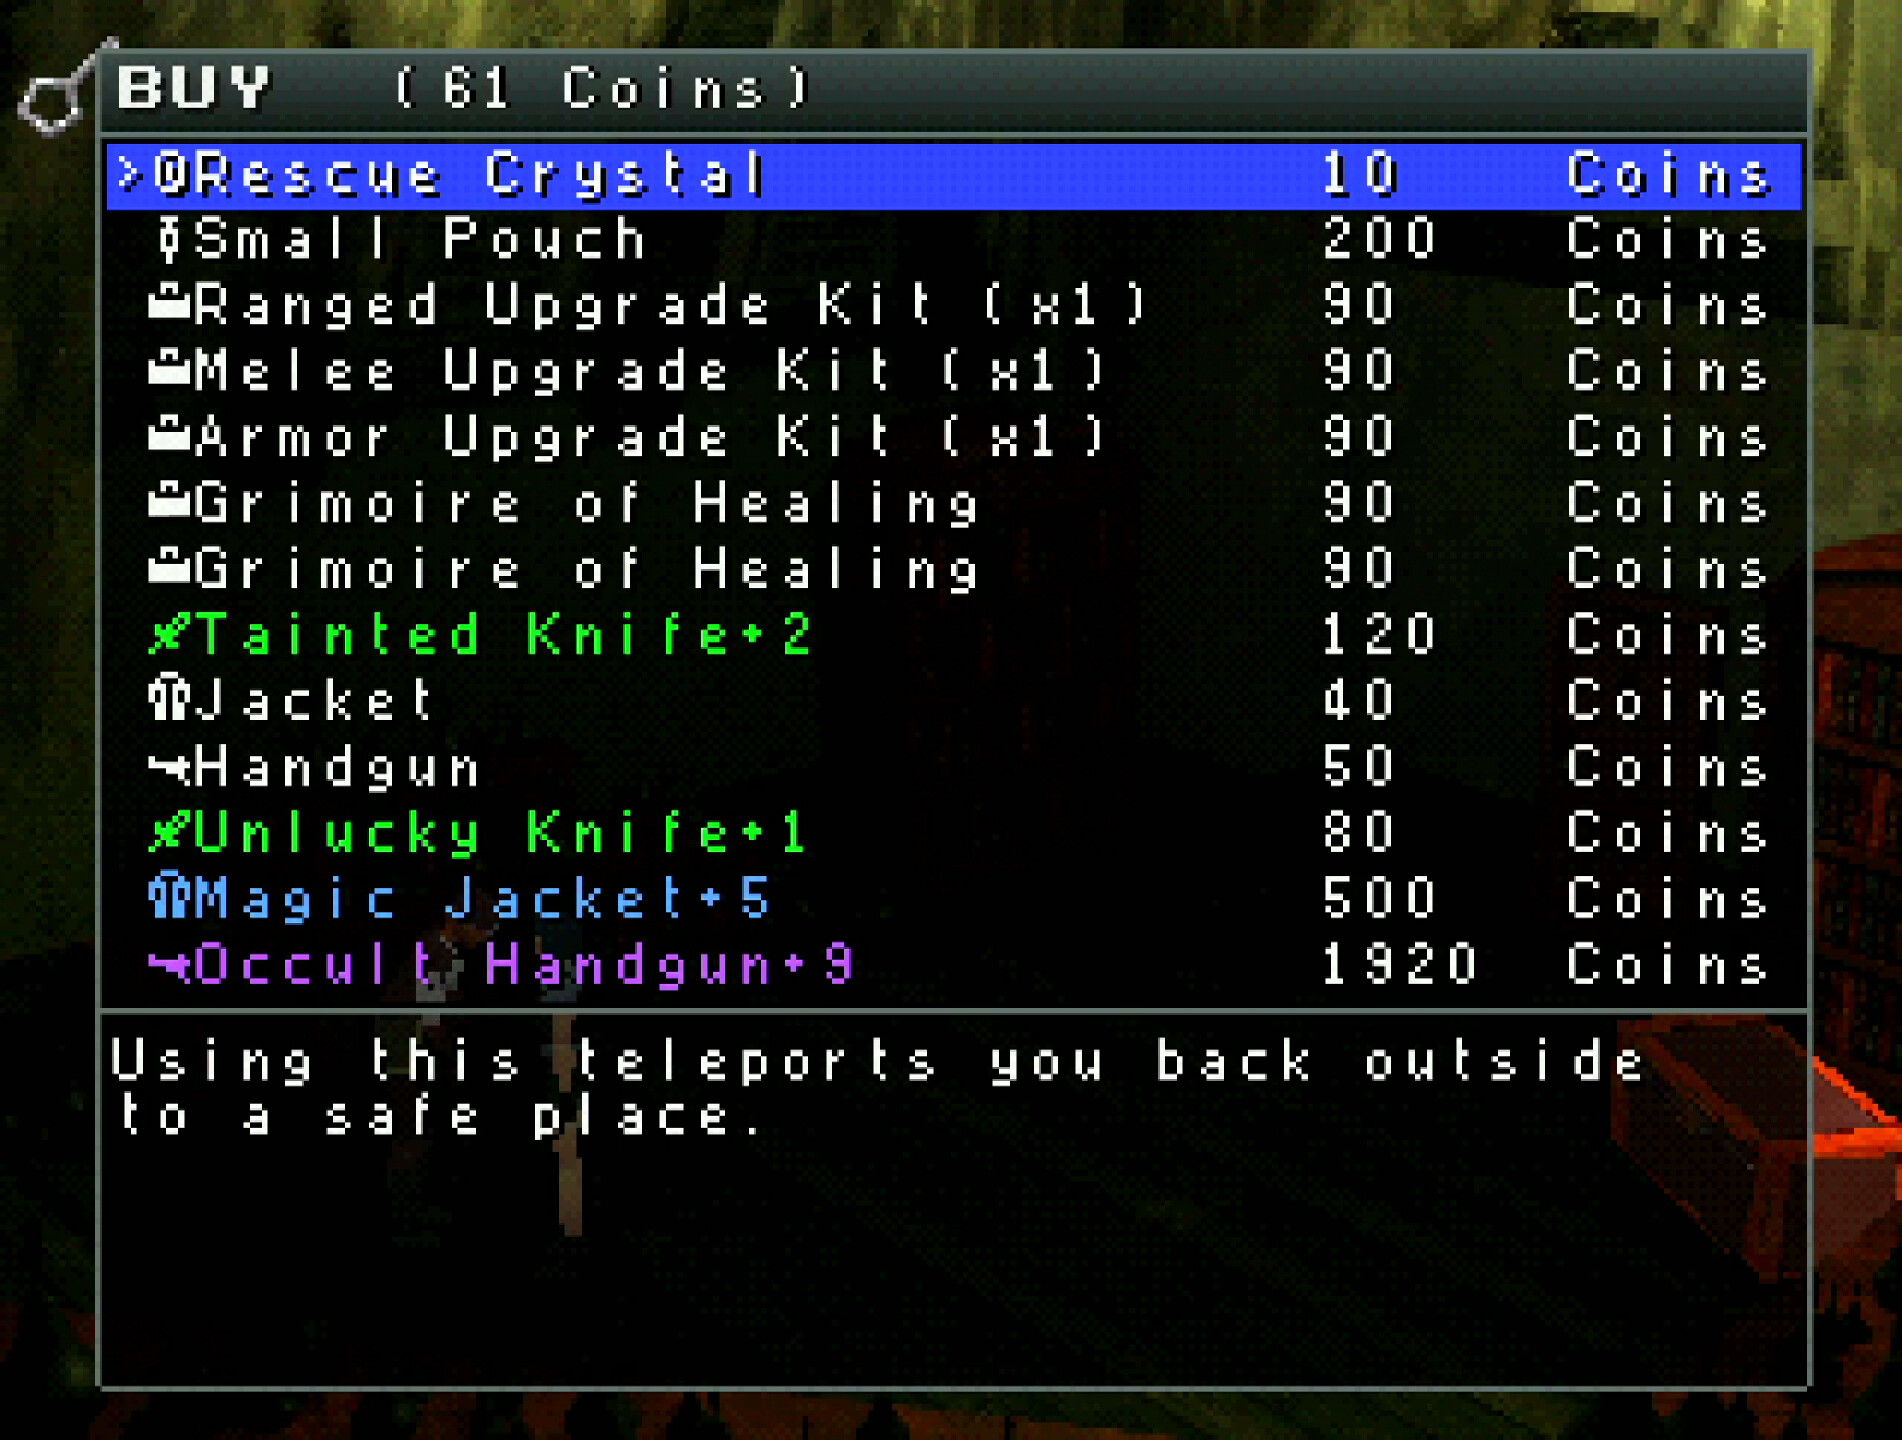 BUY (61 Coins)
>Rescue Crystal 10 Coins
Small Pouch 200 Coins
Ranged Upgrade Kit (x1) 90 Coins
Melee Upgrade Kit (x1) 90 Coins
Armor Upgrade Kit (x1) 90 Coins
Grimoire of Healing 90 Coins
Grimoire of Healing 90 Coins
Tainted Knife+2 120 Coins
Jacket 40 Coins
Handgun 50 Coins
Unlucky Knife+1 80 Coins
Magic Jacket+5 500 Coins
Occult Handgun+9 1920 Coins
Using this teleports you back outside
to a safe place.